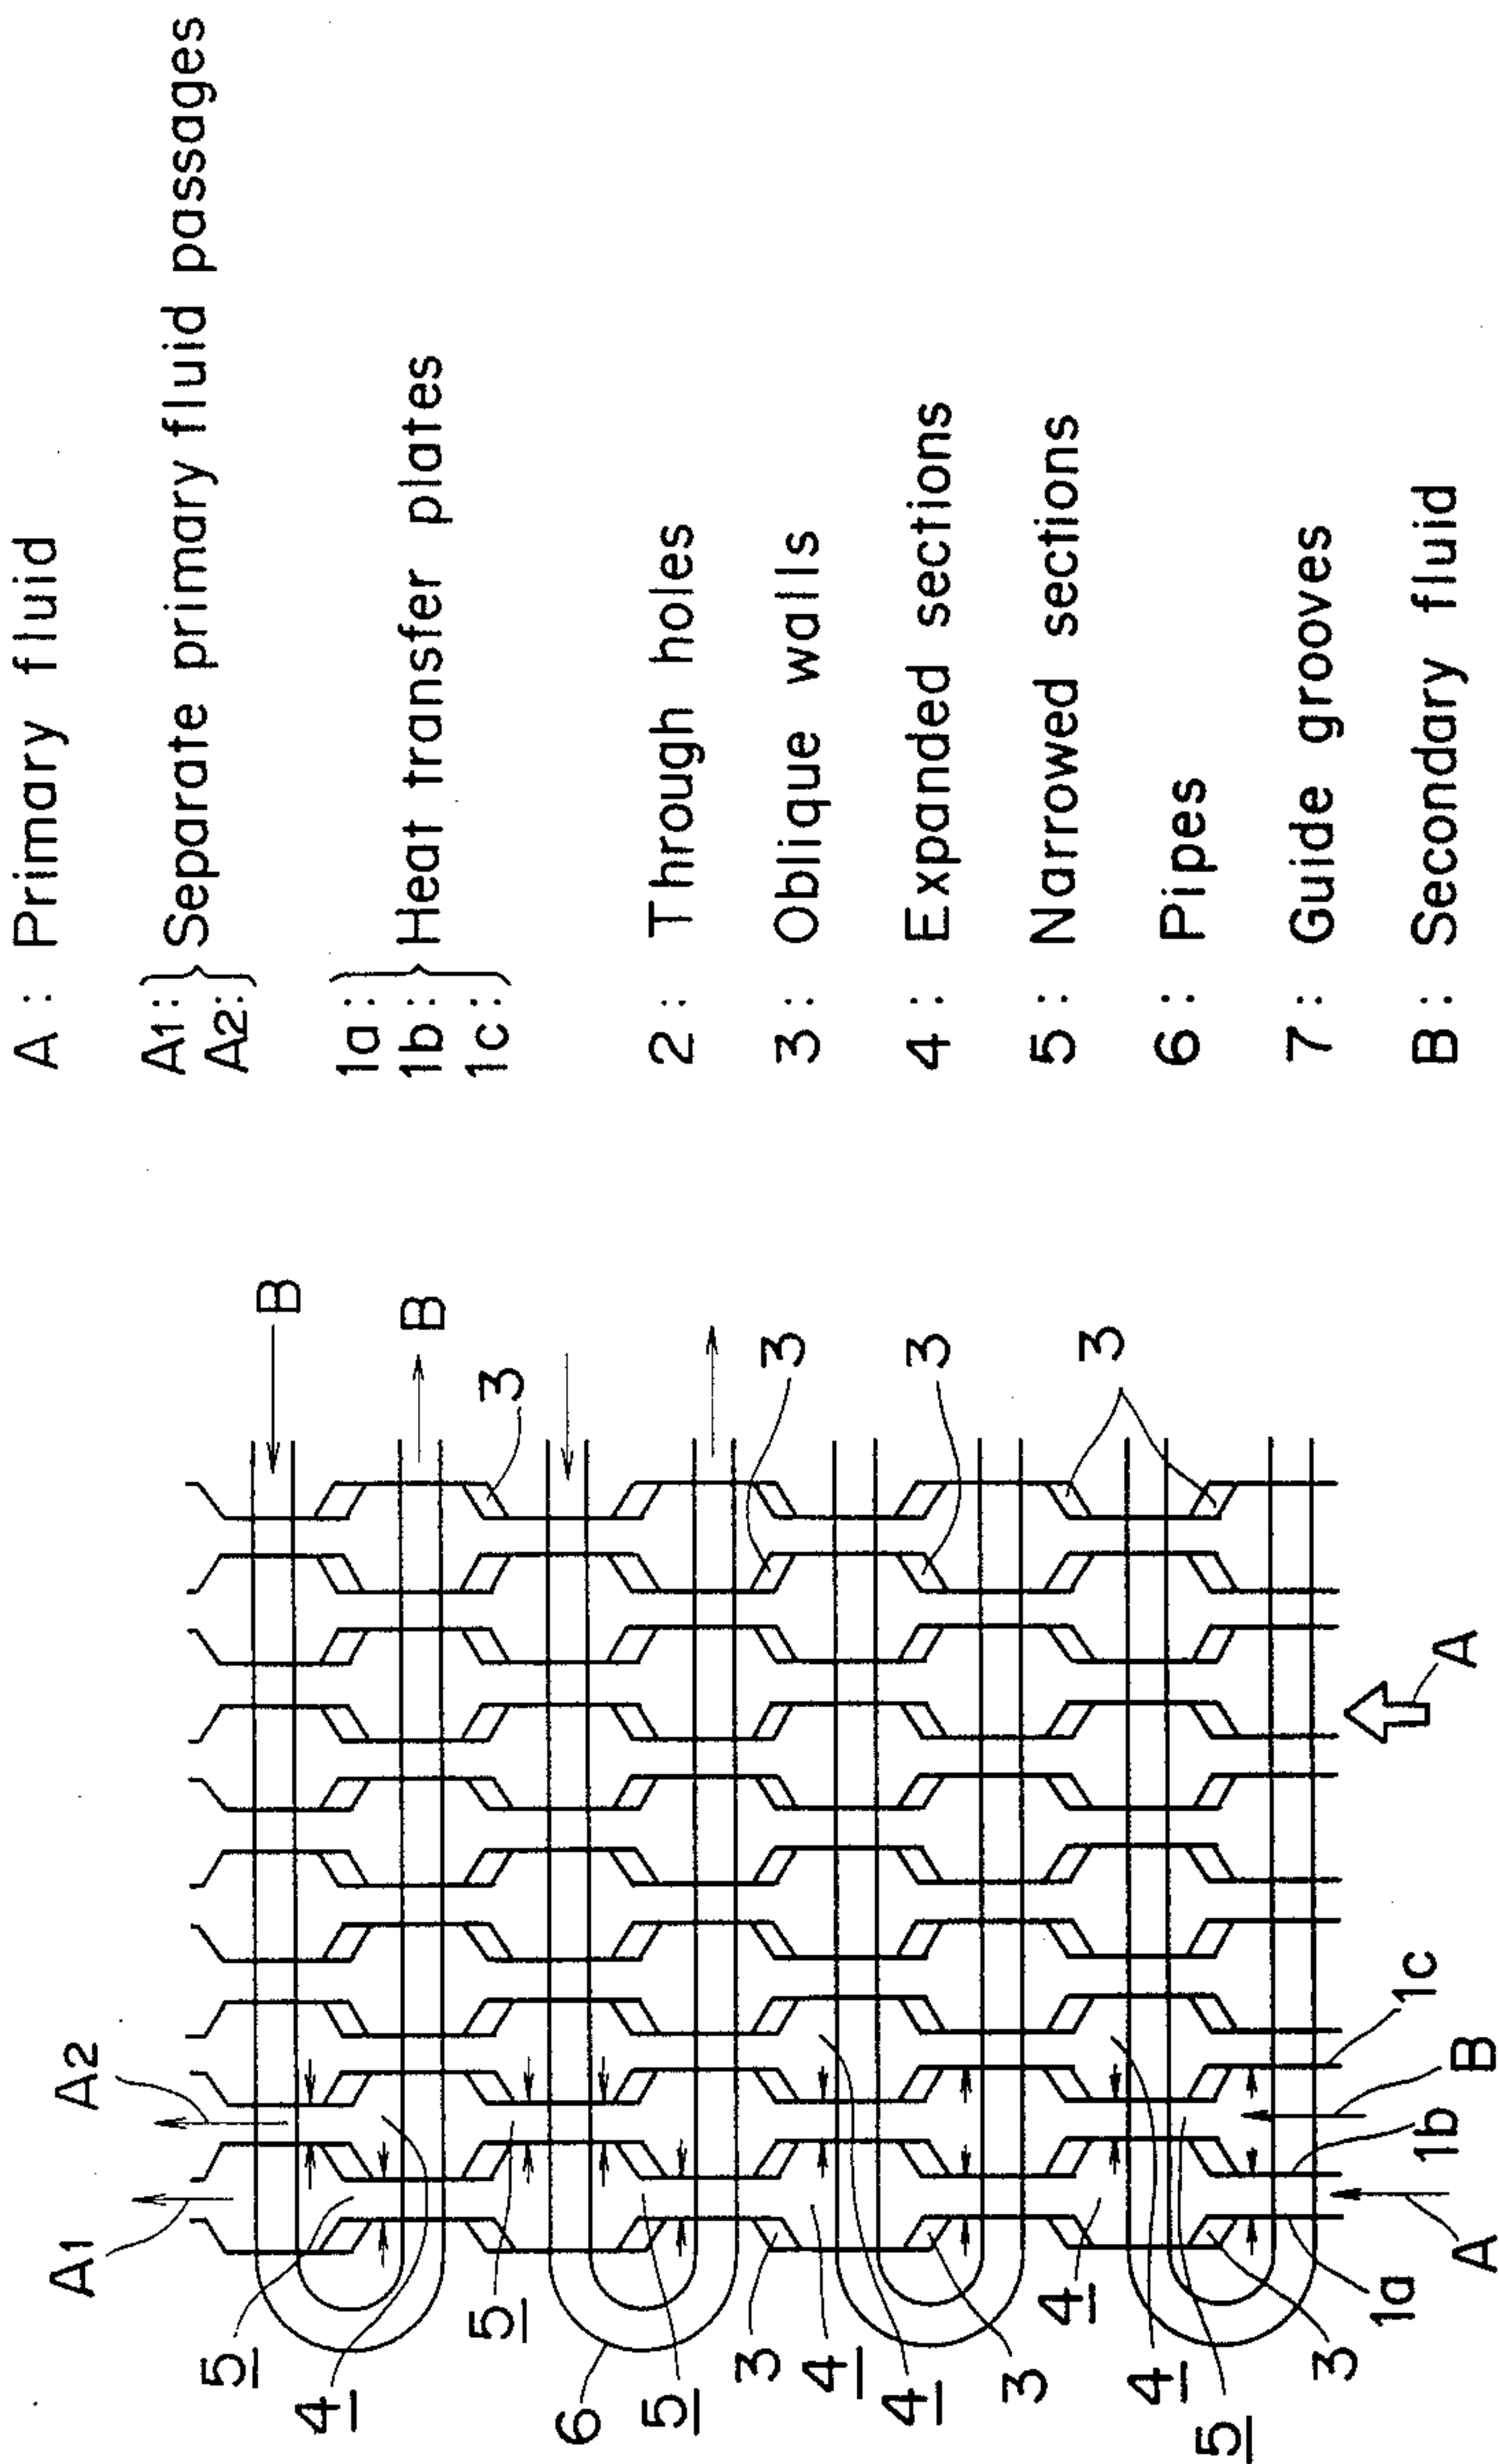 A : Primary fluid
A1: } Separate primary fluid passages
A2:
1a :
1b : } Heat transfer plates
1c :
2 : Through holes
3 : Oblique walls
4 : Expanded sections
5 : Narrowed sections
6 : Pipes
7 : Guide grooves
B : Secondary fluid
A1
A2
B
B
3
3
3
3
A
5
4
5
6
5
3
4
4
3
4
4
5
3
1a
A
1b
B
1c